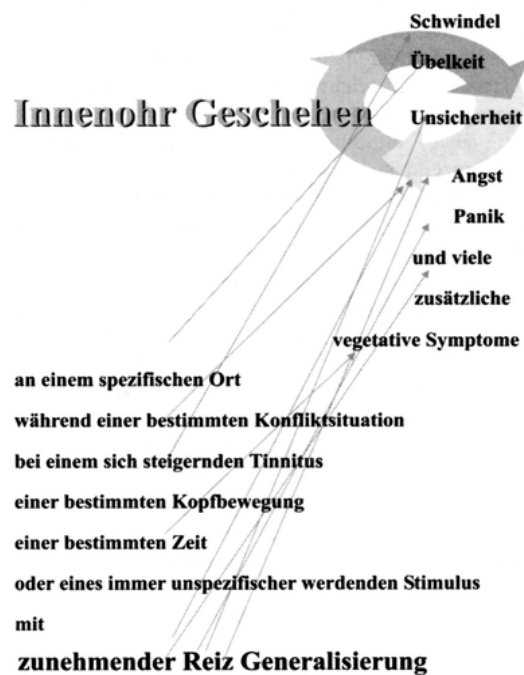 Schwindel
Übelkeit
Innenohr Geschehen
Unsicherheit
Angst
Panik
und viele
zusätzliche
vegetative Symptome
an einem spezifischen Ort
während einer bestimmten Konfliktsituation
bei einem sich steigernden Tinnitus
einer bestimmten Kopfbewegung
einer bestimmten Zeit
oder eines immer unspezifischer werdenden Stimulus
mit
zunehmender Reiz Generalisierung